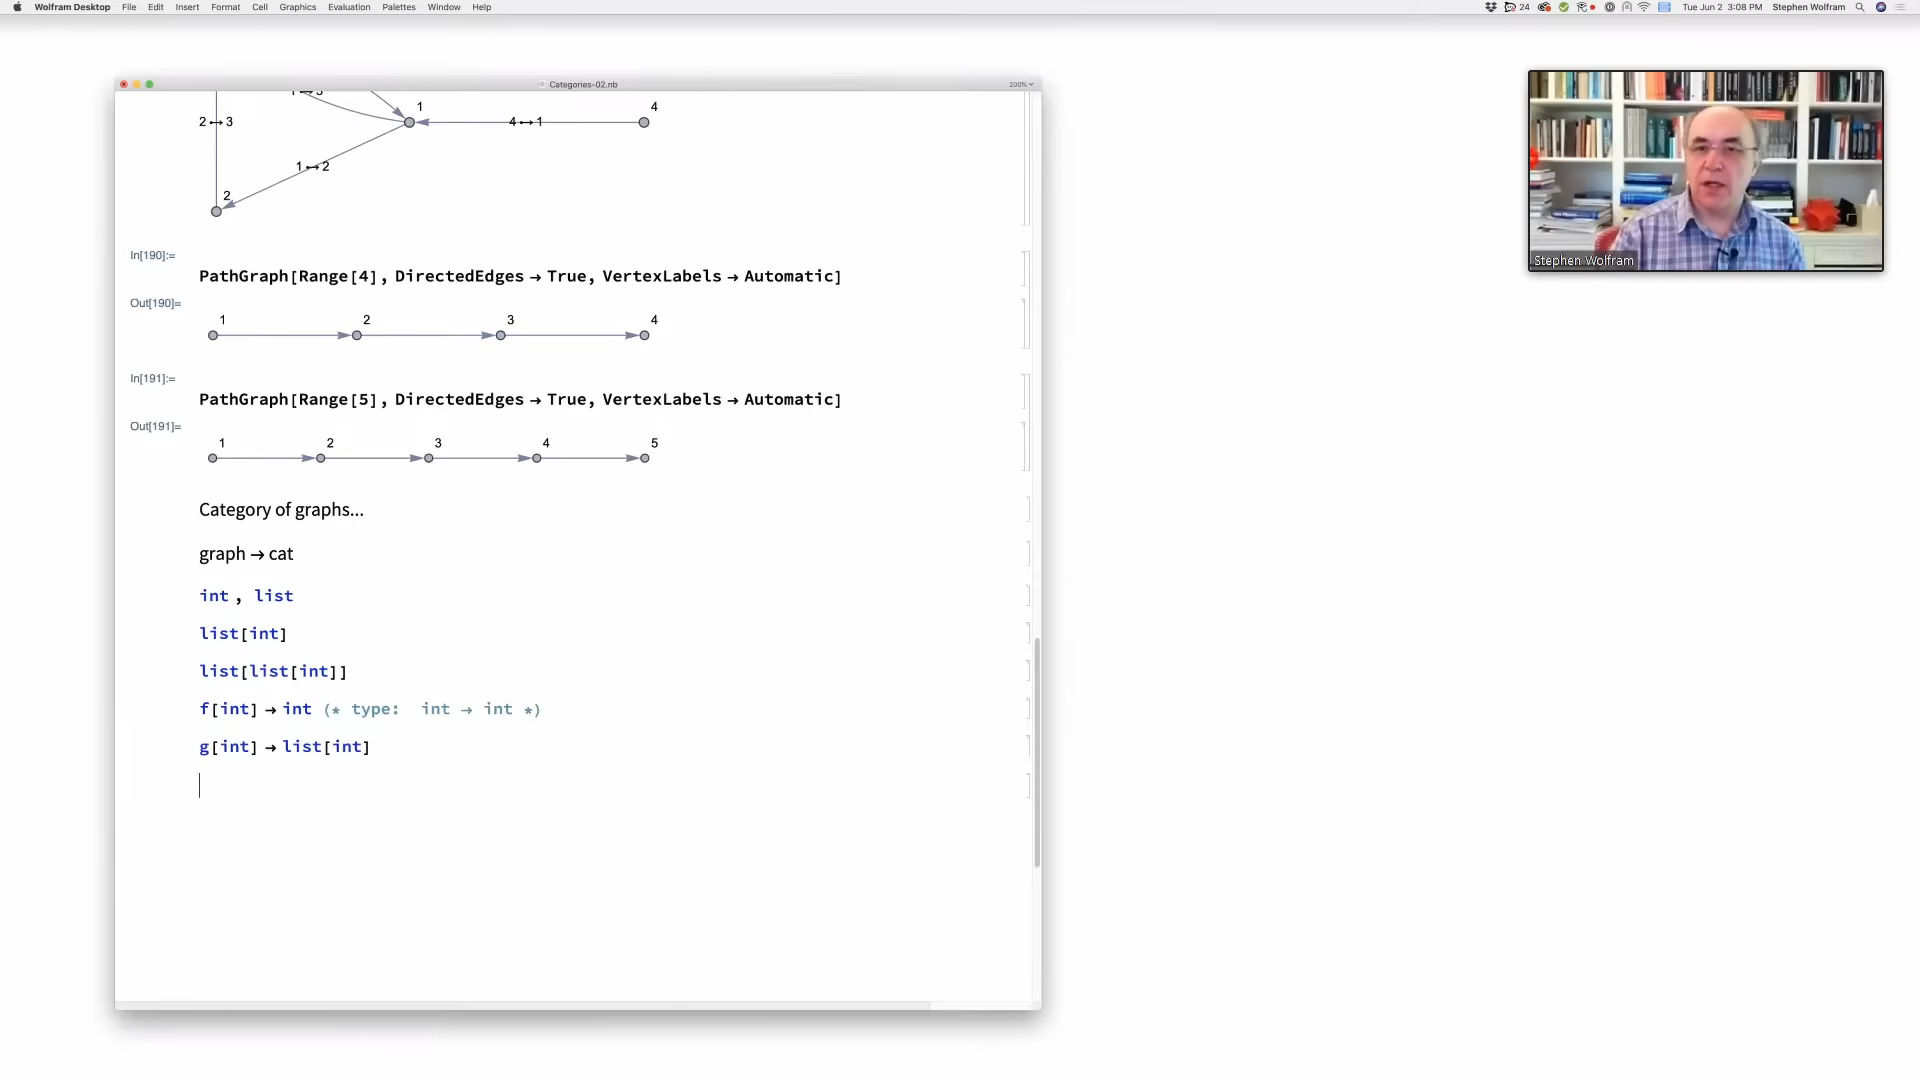 Wolfram Desktop File Edit Insert Format Cell Graphics Evaluation Palettes Window Help 24 Tue Jun 2 3:08 PM Stephen Wolfram
Categories-02.nb 200%
2 ↦ 3
1
4 ↦ 1
4
1 ↦ 2
2
In[190]:=
PathGraph[Range[4], DirectedEdges → True, VertexLabels → Automatic]
Out[190]=
1 2 3 4
In[191]:=
PathGraph[Range[5], DirectedEdges → True, VertexLabels → Automatic]
Out[191]=
1 2 3 4 5
Category of graphs...
graph → cat
int , list
list[int]
list[list[int]]
f[int] → int (* type: int → int *)
g[int] → list[int]
Stephen Wolfram